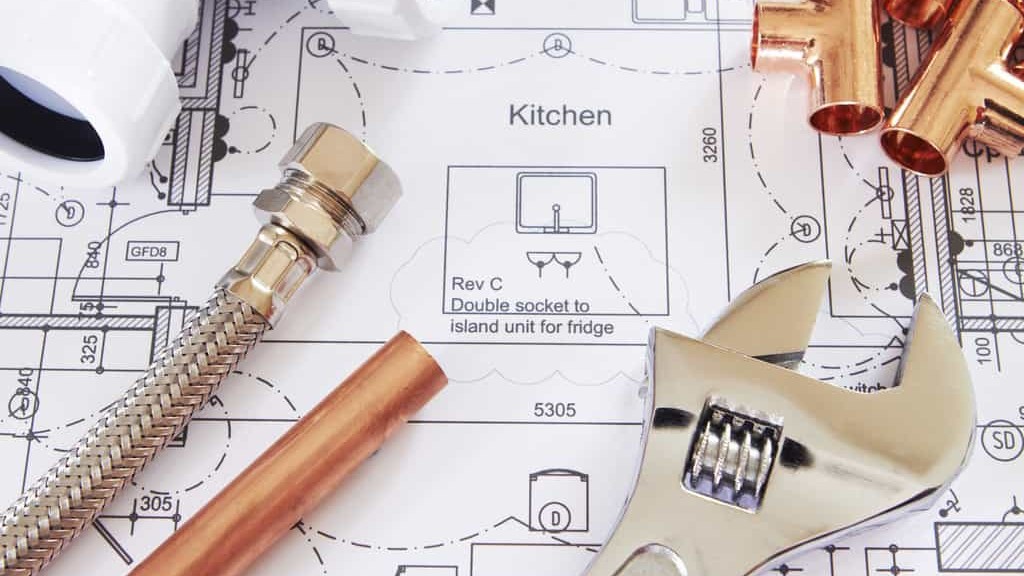 D
D
Kitchen
3260
1725
D
D
1828
840
GFD8
868
Rev C
Double socket to
island unit for fridge
75
325
100
840
5305
SD
305
D